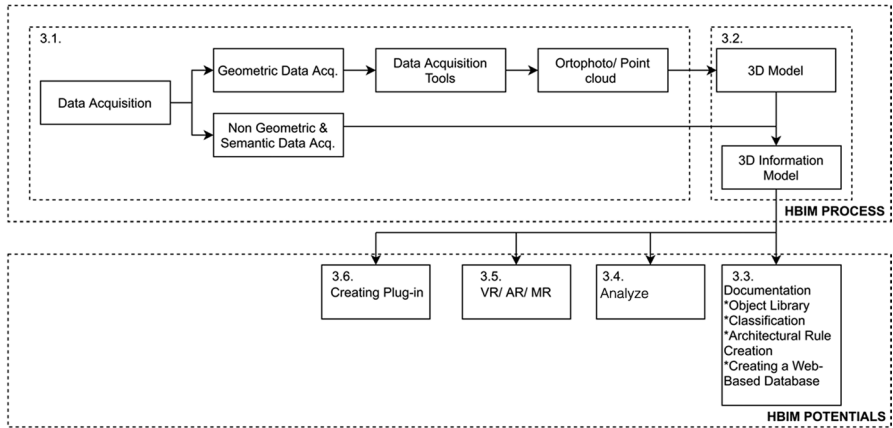 3.1.
3.2.
Data Acquisition
Geometric Data Acq.
Data Acquisition
Tools
Ortophoto/ Point
cloud
3D Model
Non Geometric &
Semantic Data Acq.
3D Information
Model
HBIM PROCESS
3.6.
Creating Plug-in
3.5.
VR/ AR/ MR
3.4.
Analyze
3.3.
Documentation
*Object Library
*Classification
*Architectural Rule
Creation
*Creating a Web-
Based Database
HBIM POTENTIALS